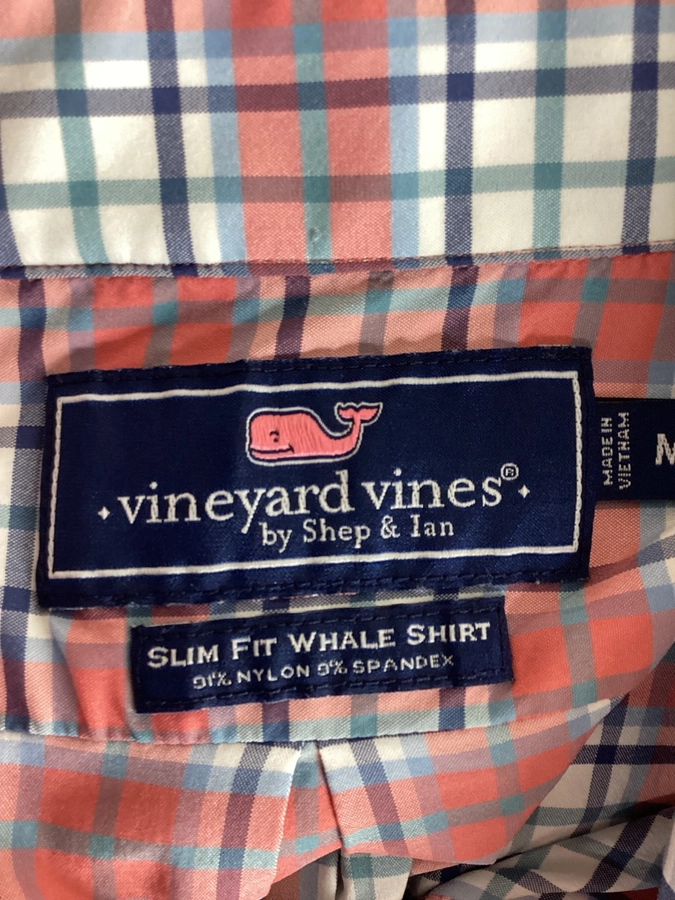 vineyard vines®
by Shep & Ian
MADE IN
VIETNAM
M
SLIM FIT WHALE SHIRT
91% NYLON 9% SPANDEX